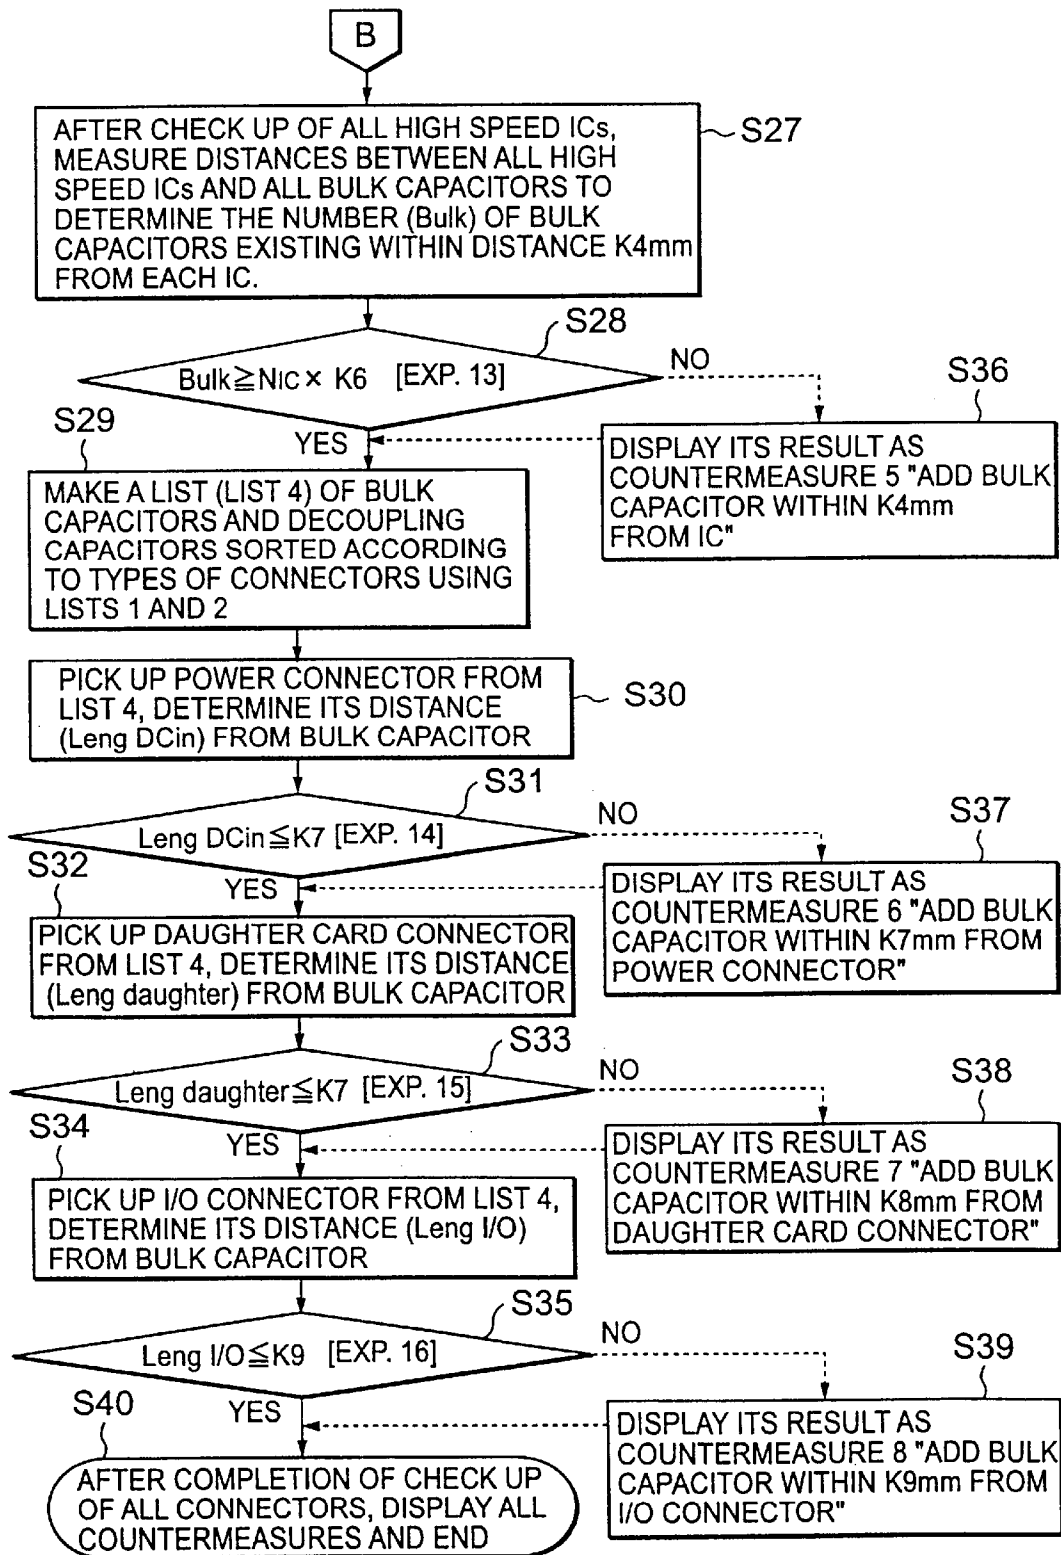 B
AFTER CHECK UP OF ALL HIGH SPEED ICs,
MEASURE DISTANCES BETWEEN ALL HIGH
SPEED ICs AND ALL BULK CAPACITORS TO
DETERMINE THE NUMBER (Bulk) OF BULK
CAPACITORS EXISTING WITHIN DISTANCE K4mm
FROM EACH IC.
S27
S28
Bulk≧NIC× K6 [EXP. 13]
NO
YES
S36
DISPLAY ITS RESULT AS
COUNTERMEASURE 5 "ADD BULK
CAPACITOR WITHIN K4mm
FROM IC"
S29
MAKE A LIST (LIST 4) OF BULK
CAPACITORS AND DECOUPLING
CAPACITORS SORTED ACCORDING
TO TYPES OF CONNECTORS USING
LISTS 1 AND 2
PICK UP POWER CONNECTOR FROM
LIST 4, DETERMINE ITS DISTANCE
(Leng DCin) FROM BULK CAPACITOR
S30
S31
Leng DCin≦K7 [EXP. 14]
NO
YES
S37
DISPLAY ITS RESULT AS
COUNTERMEASURE 6 "ADD BULK
CAPACITOR WITHIN K7mm FROM
POWER CONNECTOR"
S32
PICK UP DAUGHTER CARD CONNECTOR
FROM LIST 4, DETERMINE ITS DISTANCE
(Leng daughter) FROM BULK CAPACITOR
S33
Leng daughter≦K7 [EXP. 15]
NO
YES
S38
DISPLAY ITS RESULT AS
COUNTERMEASURE 7 "ADD BULK
CAPACITOR WITHIN K8mm FROM
DAUGHTER CARD CONNECTOR"
S34
PICK UP I/O CONNECTOR FROM LIST 4,
DETERMINE ITS DISTANCE (Leng I/O)
FROM BULK CAPACITOR
S35
Leng I/O≦K9 [EXP. 16]
NO
YES
S39
DISPLAY ITS RESULT AS
COUNTERMEASURE 8 "ADD BULK
CAPACITOR WITHIN K9mm FROM
I/O CONNECTOR"
S40
AFTER COMPLETION OF CHECK UP
OF ALL CONNECTORS, DISPLAY ALL
COUNTERMEASURES AND END